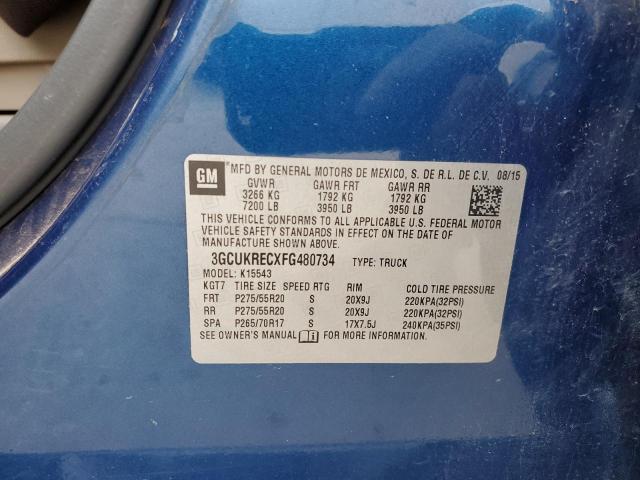 GM MFD BY GENERAL MOTORS DE MEXICO, S. DE R.L. DE C.V. 08/15
GVWR GAWR FRT GAWR RR
3266 KG 1792 KG 1792 KG
7200 LB 3950 LB 3950 LB
THIS VEHICLE CONFORMS TO ALL APPLICABLE U.S. FEDERAL MOTOR
VEHICLE SAFETY STANDARDS IN EFFECT ON THE DATE OF
MANUFACTURE SHOWN ABOVE.
3GCUKRECXFG480734 TYPE: TRUCK
MODEL: K15543
KGT7 TIRE SIZE SPEED RTG RIM COLD TIRE PRESSURE
FRT P275/55R20 S 20X9J 220KPA(32PSI)
RR P275/55R20 S 20X9J 220KPA(32PSI)
SPA P265/70R17 S 17X7.5J 240KPA(35PSI)
SEE OWNER'S MANUAL FOR MORE INFORMATION.